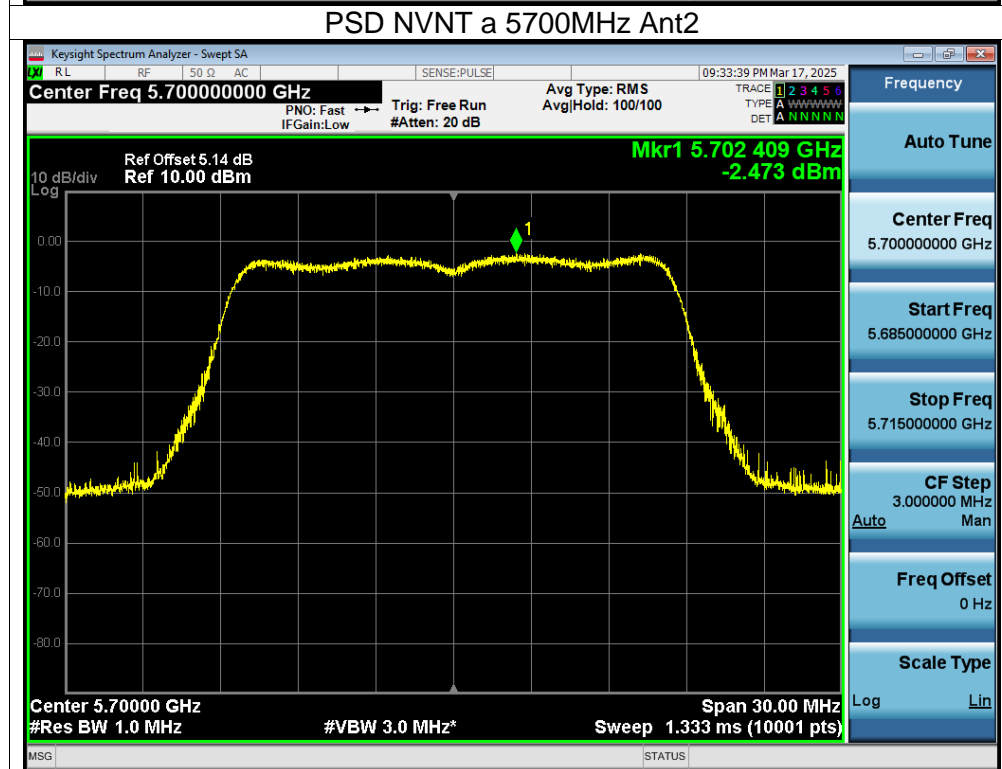 PSD NVNT a 5700MHz Ant2
Keysight Spectrum Analyzer - Swept SA
LXI RL RF 50 Ω AC SENSE:PULSE 09:33:39 PM Mar 17, 2025
Center Freq 5.700000000 GHz
PNO: Fast
IFGain:Low
Trig: Free Run
#Atten: 20 dB
Avg Type: RMS
Avg|Hold: 100/100
TRACE 1 2 3 4 5 6
TYPE A WWWWW
DET A N N N N N
Frequency
Auto Tune
Center Freq
5.700000000 GHz
Start Freq
5.685000000 GHz
Stop Freq
5.715000000 GHz
CF Step
3.000000 MHz
Auto Man
Freq Offset
0 Hz
Scale Type
Log Lin
Ref Offset 5.14 dB
10 dB/div Ref 10.00 dBm
Log
Mkr1 5.702 409 GHz
-2.473 dBm
1
0.00
-10.0
-20.0
-30.0
-40.0
-50.0
-60.0
-70.0
-80.0
Center 5.70000 GHz Span 30.00 MHz
#Res BW 1.0 MHz #VBW 3.0 MHz* Sweep 1.333 ms (10001 pts)
MSG STATUS